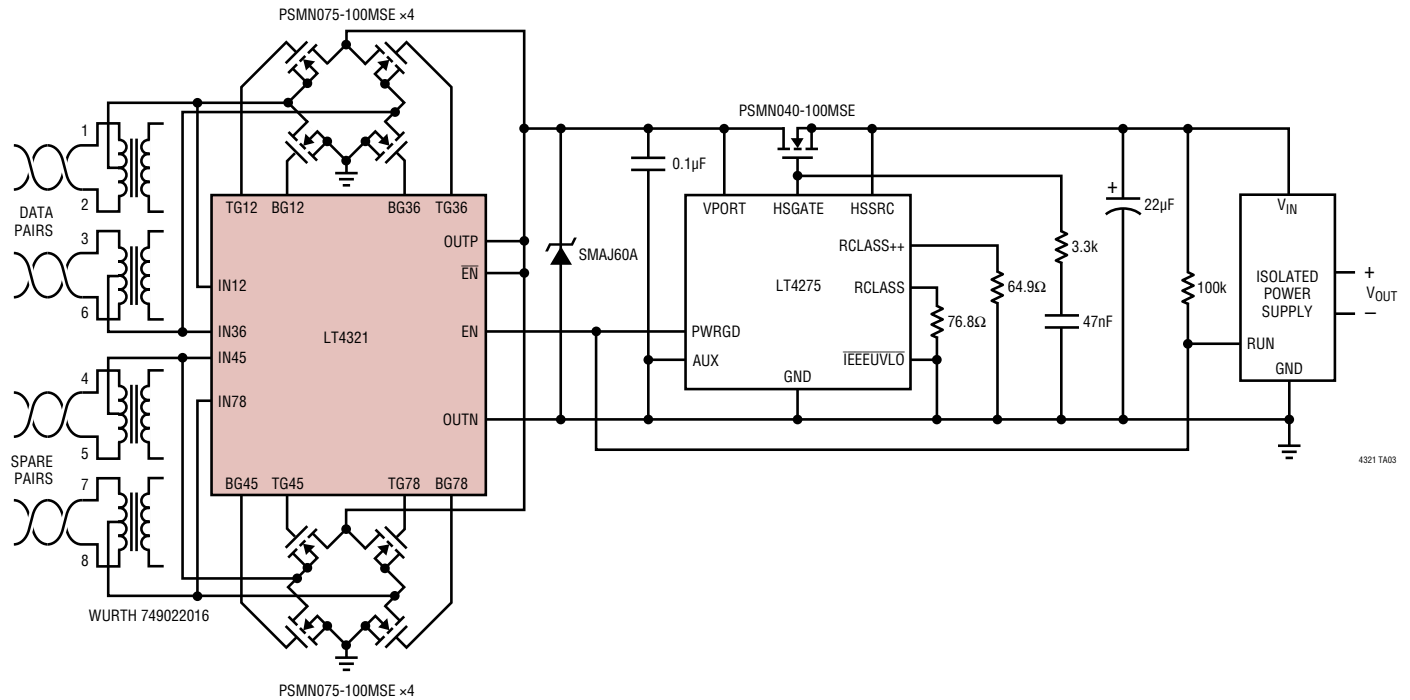 PSMN075-100MSE ×4
PSMN040-100MSE
1
2
DATA
PAIRS
3
6
4
5
SPARE
PAIRS
7
8
WURTH 749022016
TG12 BG12 BG36 TG36
OUTP
EN
IN12
IN36
LT4321
EN
IN45
IN78
OUTN
BG45 TG45 TG78 BG78
PSMN075-100MSE ×4
SMAJ60A
0.1µF
VPORT HSGATE HSSRC
RCLASS++
LT4275
RCLASS
PWRGD
AUX
IEEEUVLO
GND
64.9Ω
76.8Ω
3.3k
47nF
+
22µF
100k
VIN
ISOLATED
POWER
SUPPLY
+
VOUT
–
RUN
GND
4321 TA03